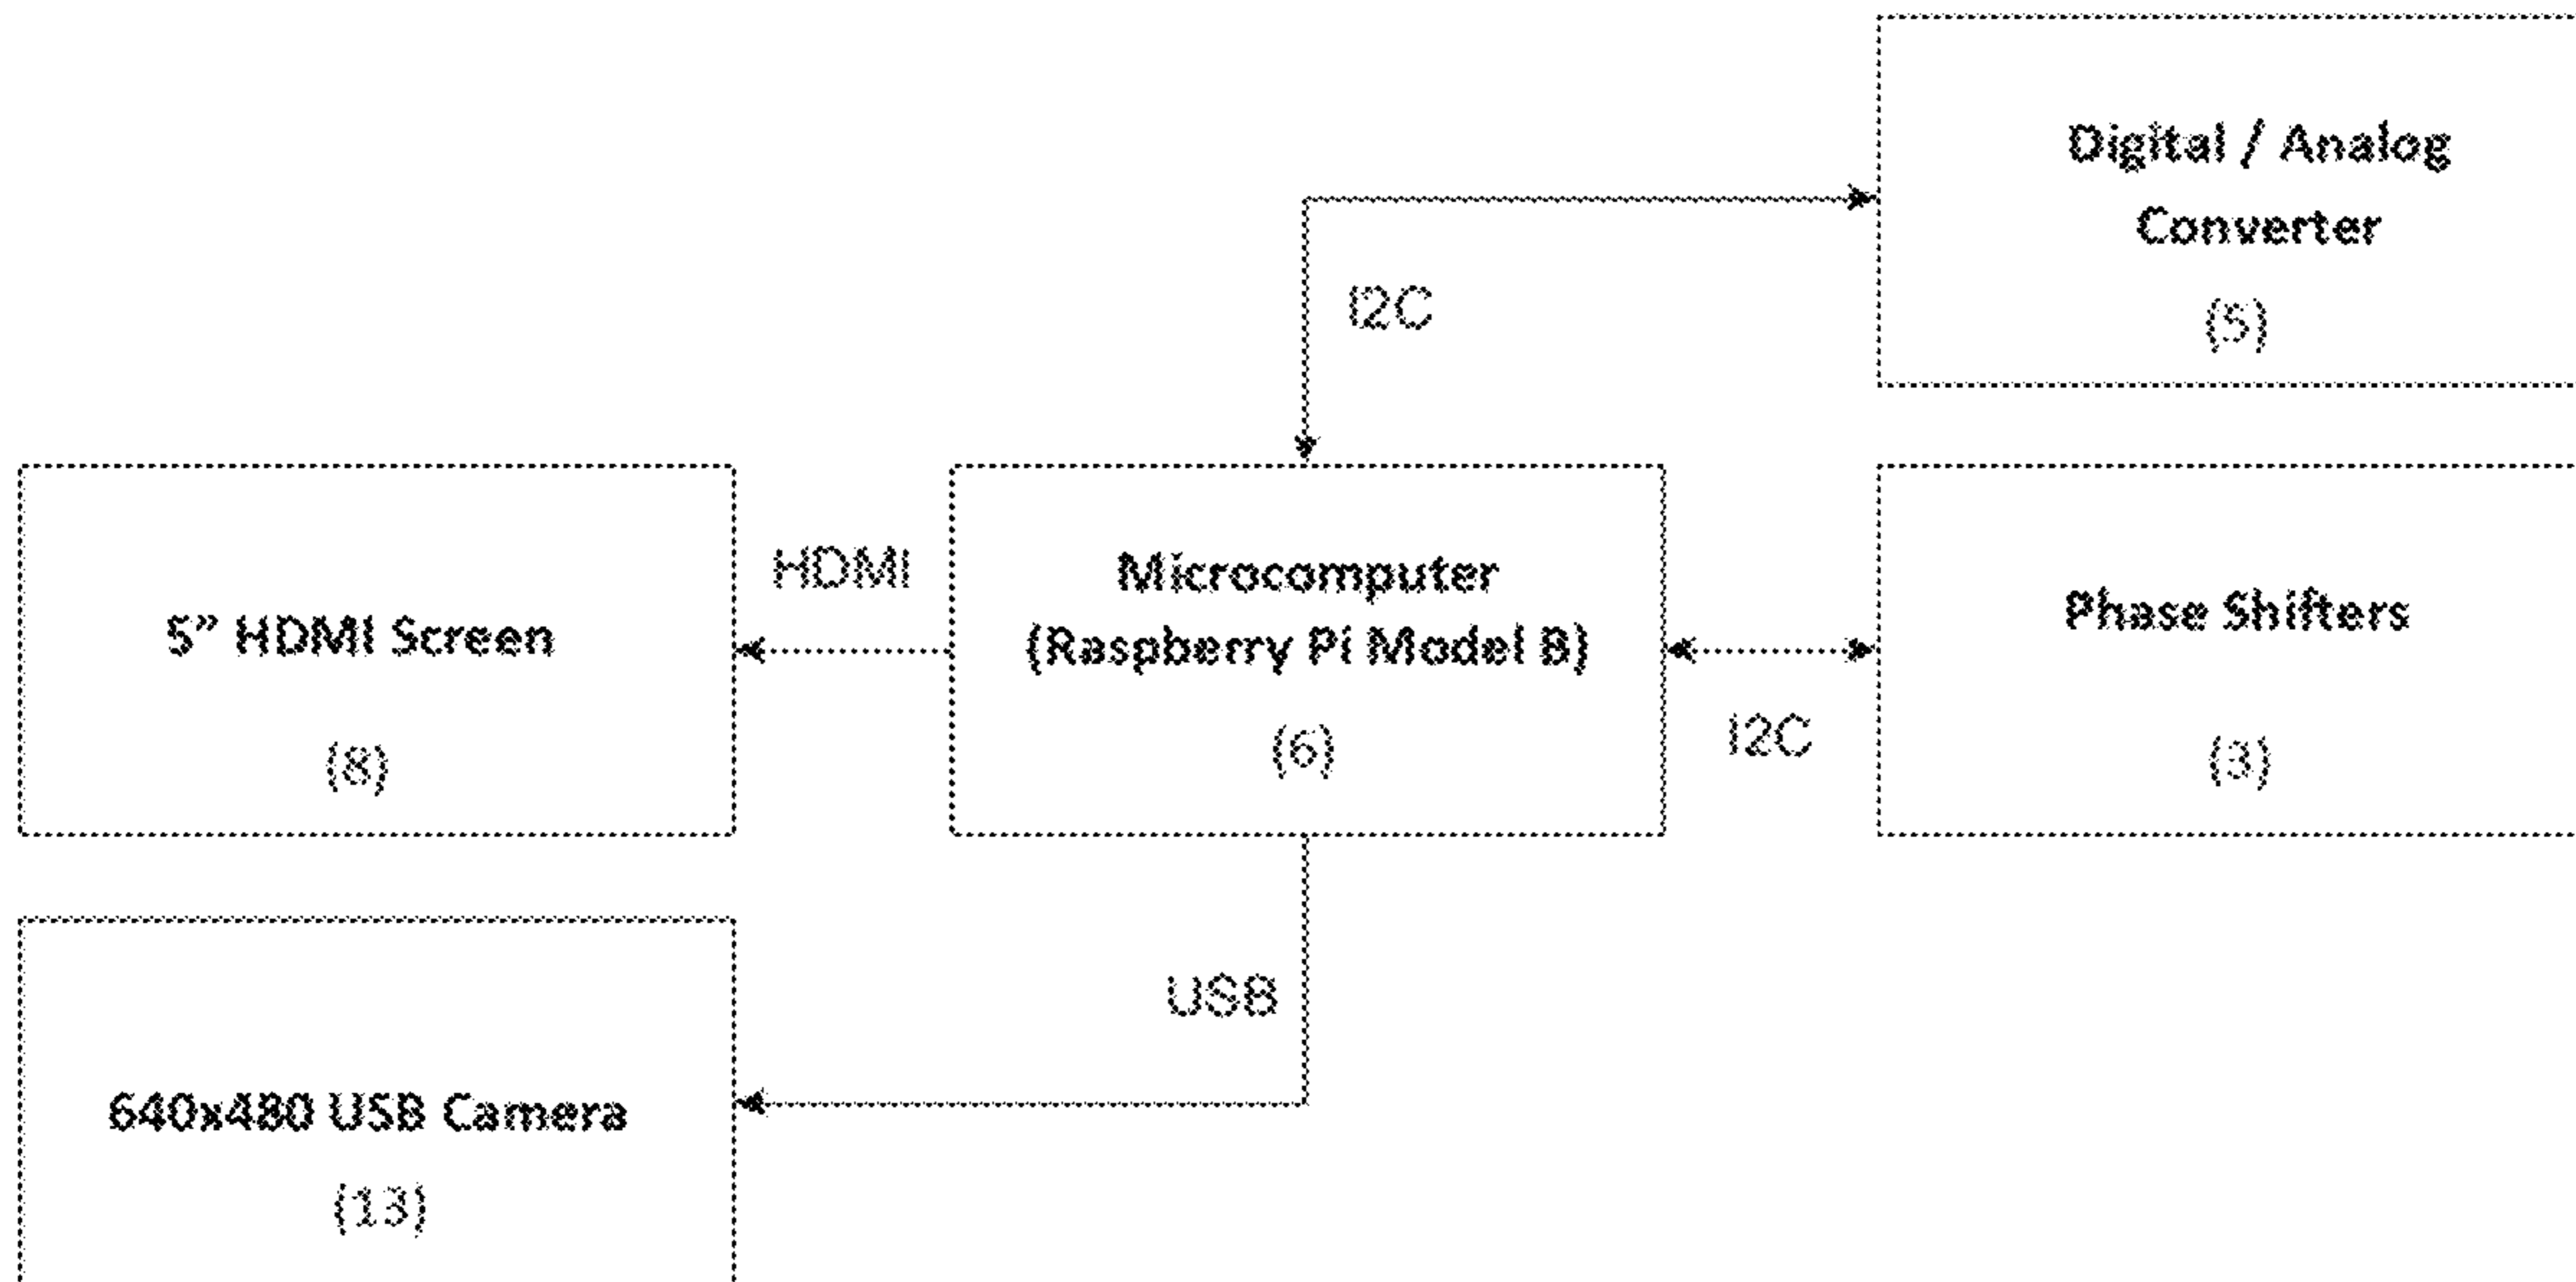 Digital / Analog
Converter
(5)
I2C
5” HDMI Screen
(8)
HDMI
Microcomputer
(Raspberry Pi Model B)
(6)
I2C
Phase Shifters
(3)
USB
640x480 USB Camera
(13)